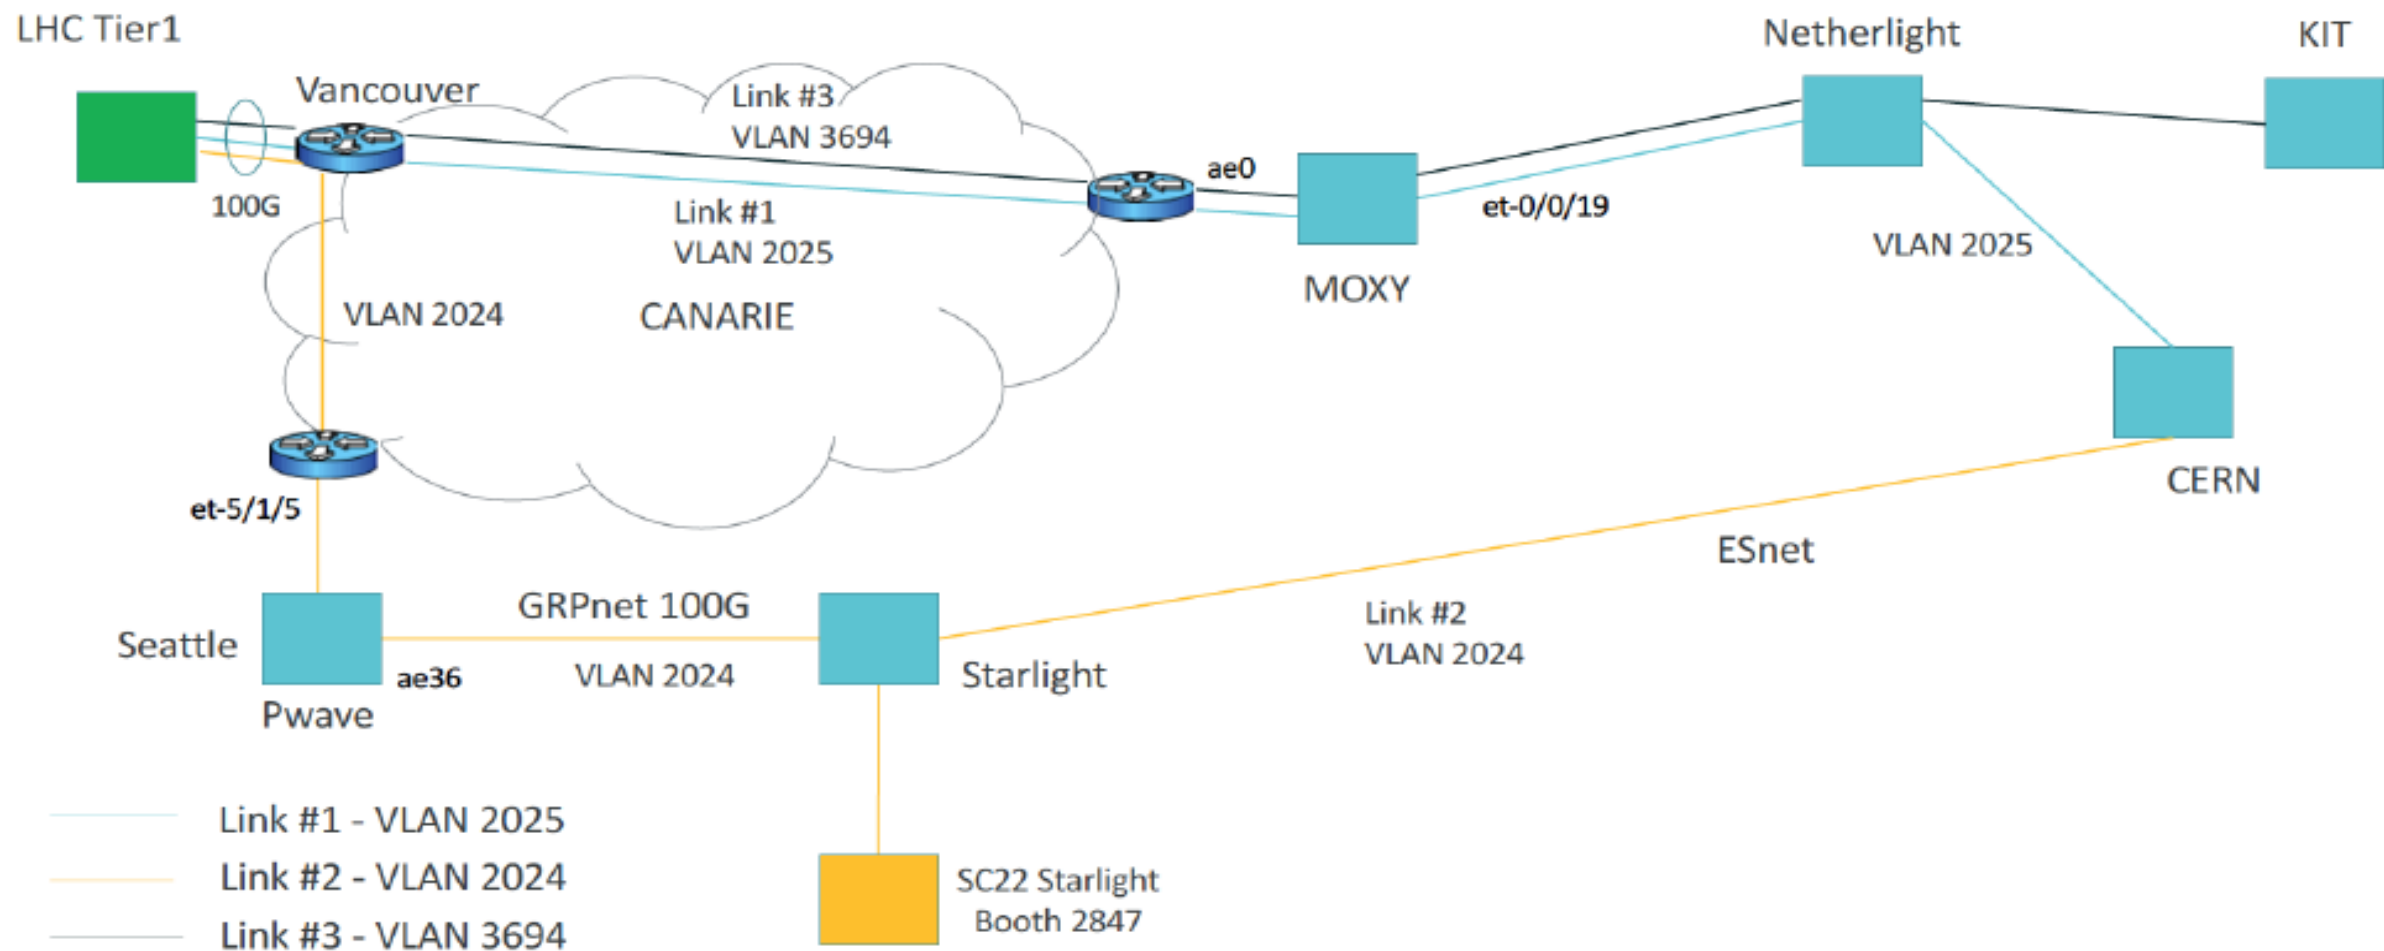 LHC Tier1
Netherlight
KIT
Vancouver
Link #3
VLAN 3694
ae0
100G
Link #1
VLAN 2025
et-0/0/19
VLAN 2025
MOXY
VLAN 2024
CANARIE
CERN
et-5/1/5
ESnet
GRPnet 100G
Link #2
VLAN 2024
Seattle
ae36
VLAN 2024
Starlight
Pwave
Link #1 - VLAN 2025
Link #2 - VLAN 2024
Link #3 - VLAN 3694
SC22 Starlight
Booth 2847